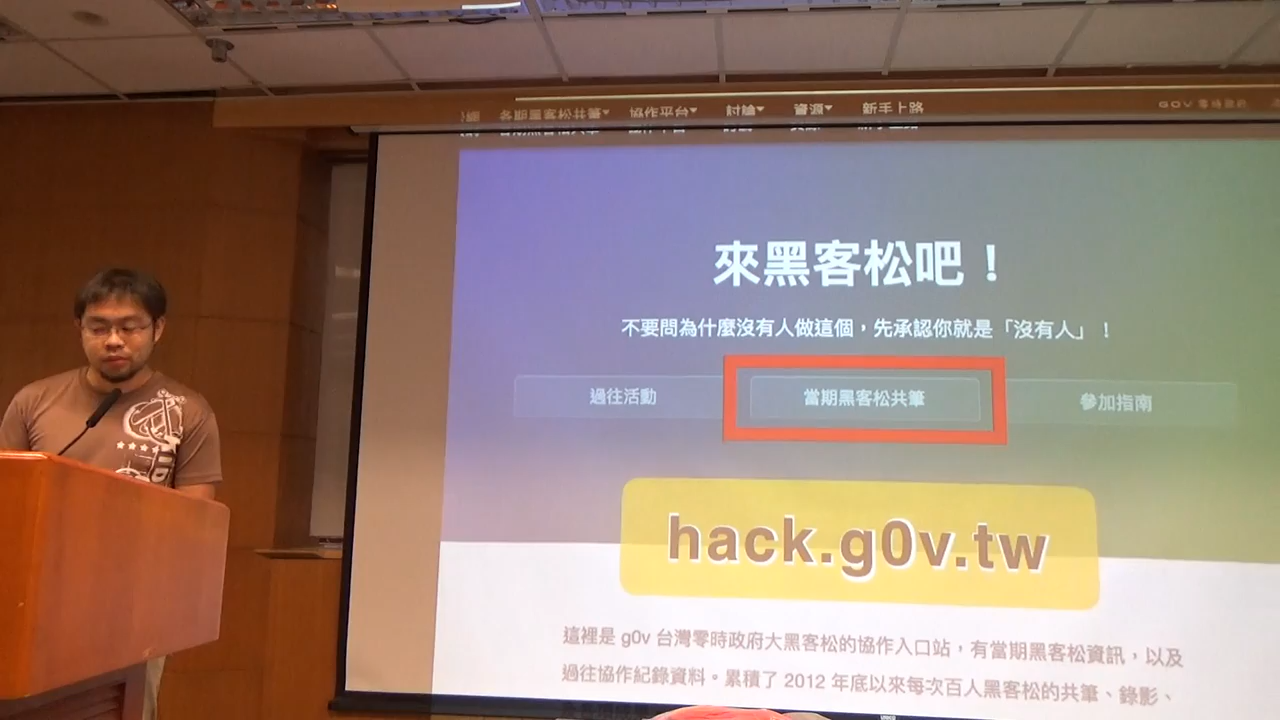 各期黑客松共筆 協作平台 討論 資源 新手上路
來黑客松吧！
不要問為什麼沒有人做這個，先承認你就是「沒有人」！
過往活動 當期黑客松共筆 參加指南
hack.g0v.tw
這裡是 g0v 台灣零時政府大黑客松的協作入口站，有當期黑客松資訊，以及
過往協作紀錄資料。累積了 2012 年底以來每次百人黑客松的共筆、錄影、